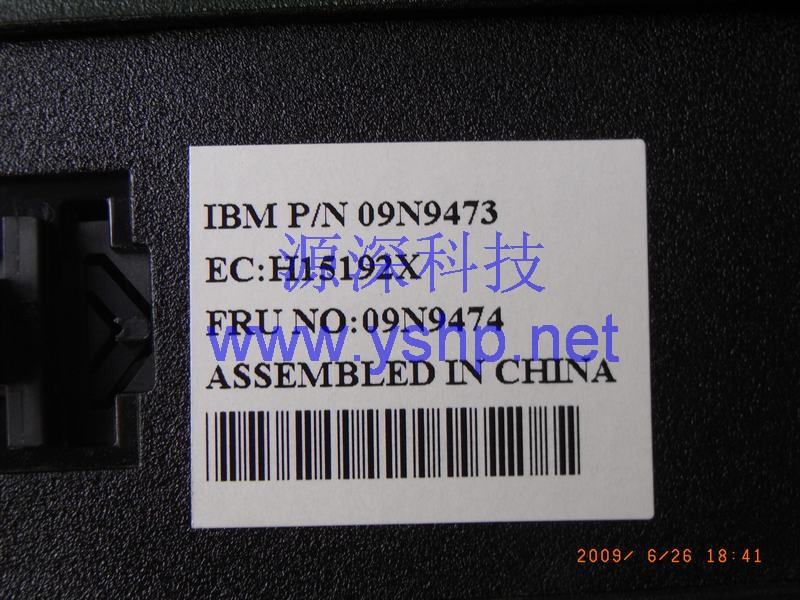 IBM P/N 09N9473
源深科技
EC:H15192X
FRU NO:09N9474
www.yshp.net
ASSEMBLED IN CHINA
2009/ 6/26 18:41